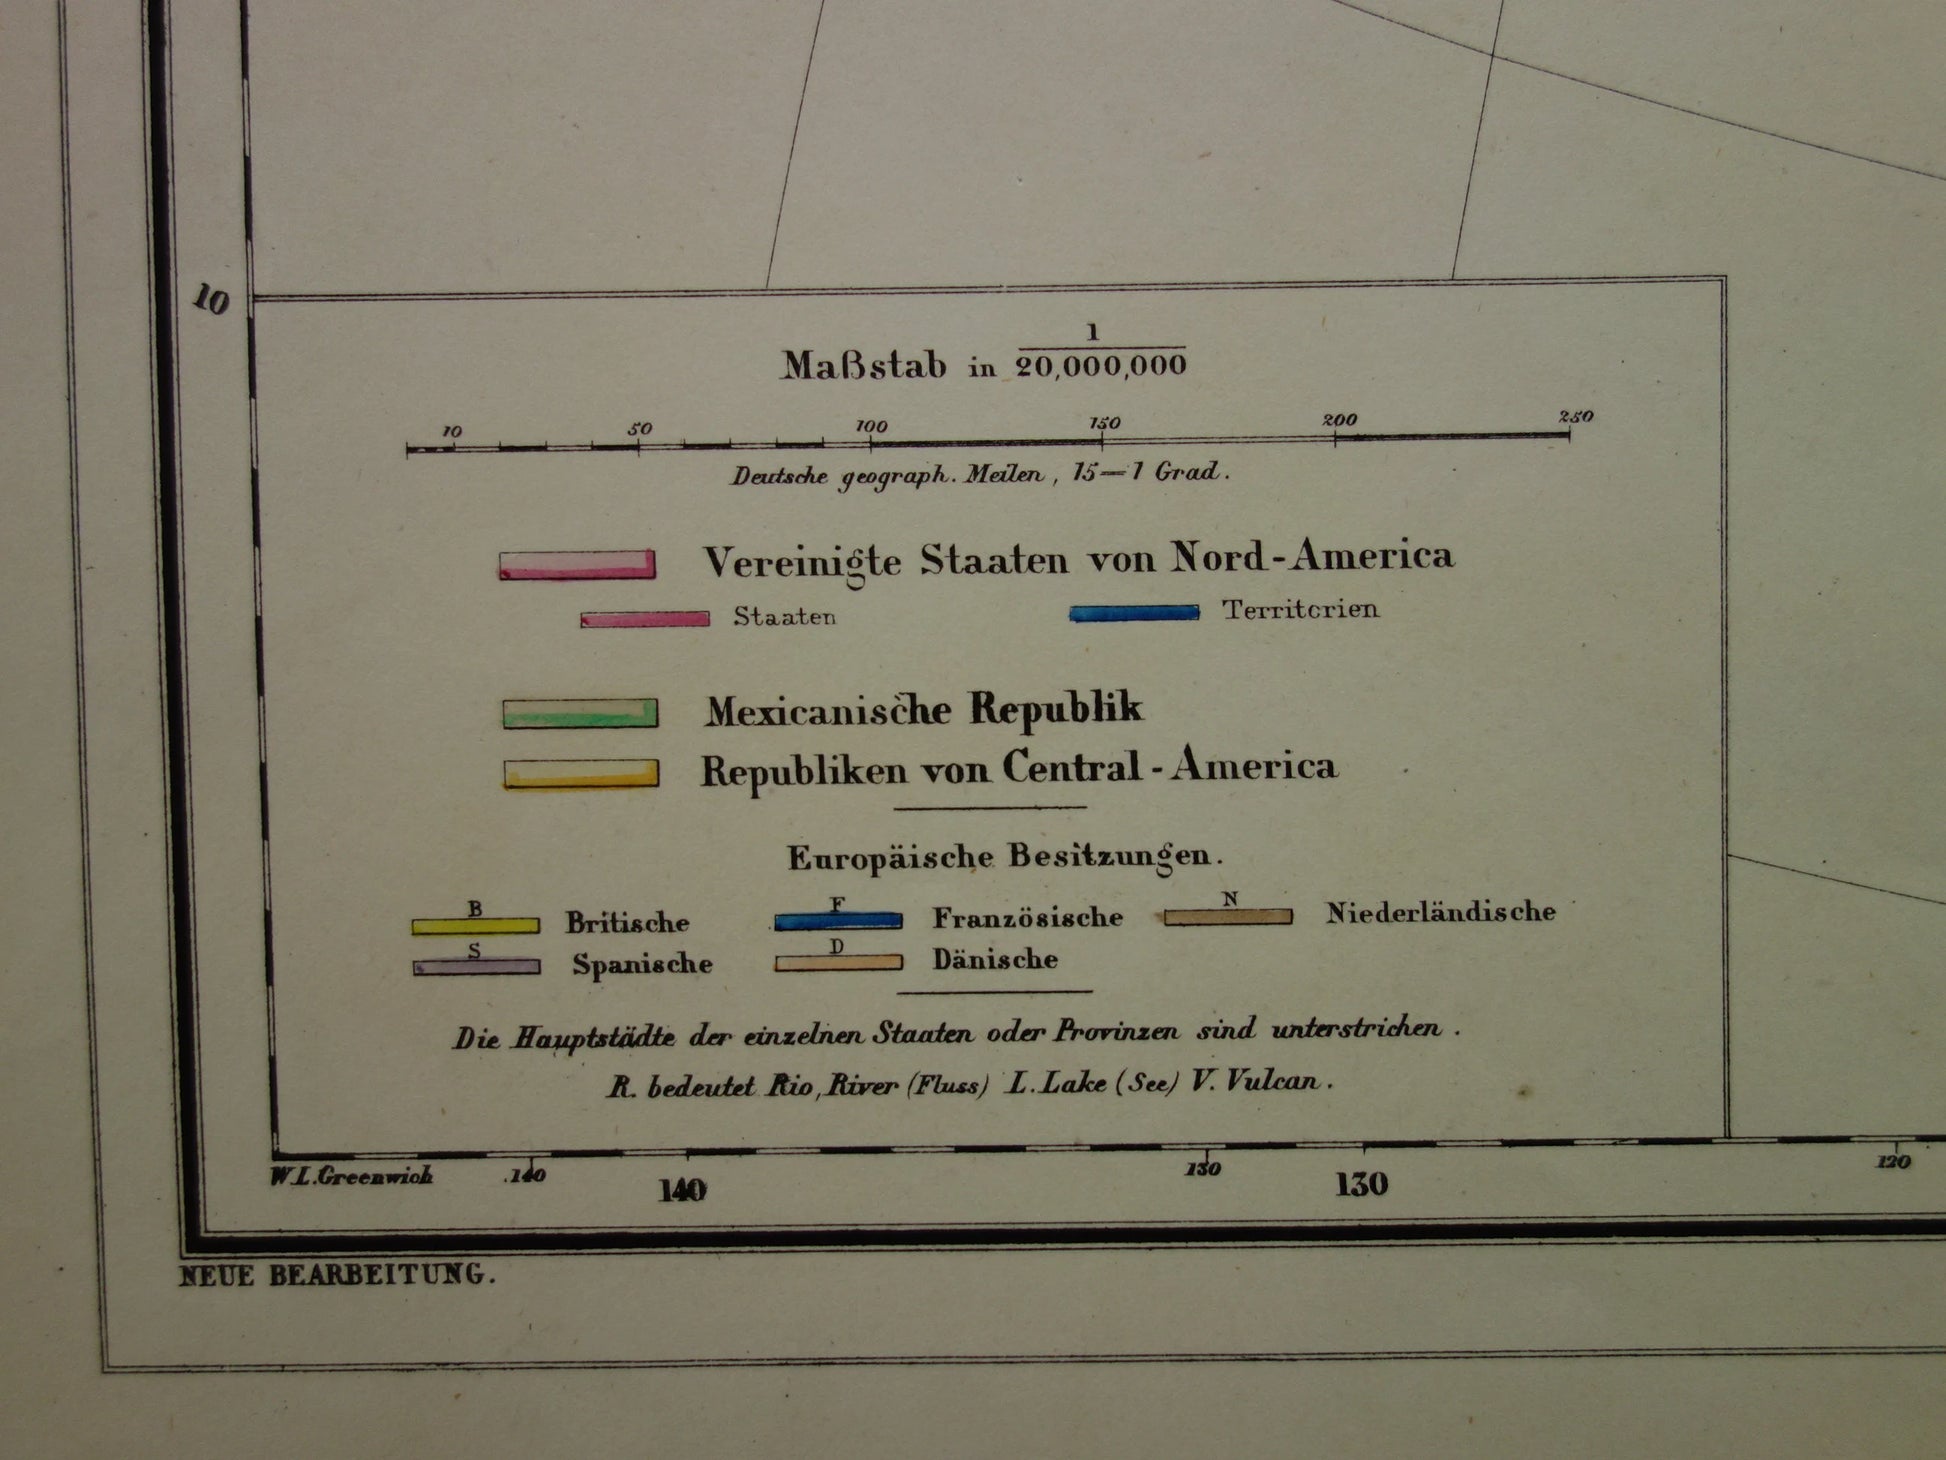 10
Maßstab in 1/20,000,000
10 50 100 150 200 250
Deutsche geograph. Meilen, 15=1 Grad.
Vereinigte Staaten von Nord-America
Staaten Territorien
Mexicanische Republik
Republiken von Central-America
Europäische Besitzungen.
B Britische F Französische N Niederländische
S Spanische D Dänische
Die Hauptstädte der einzelnen Staaten oder Provinzen sind unterstrichen.
R. bedeutet Rio, River (Fluss) L. Lake (See) V. Vulcan.
W.L.Greenwich 140 130 120
140 130
NEUE BEARBEITUNG.